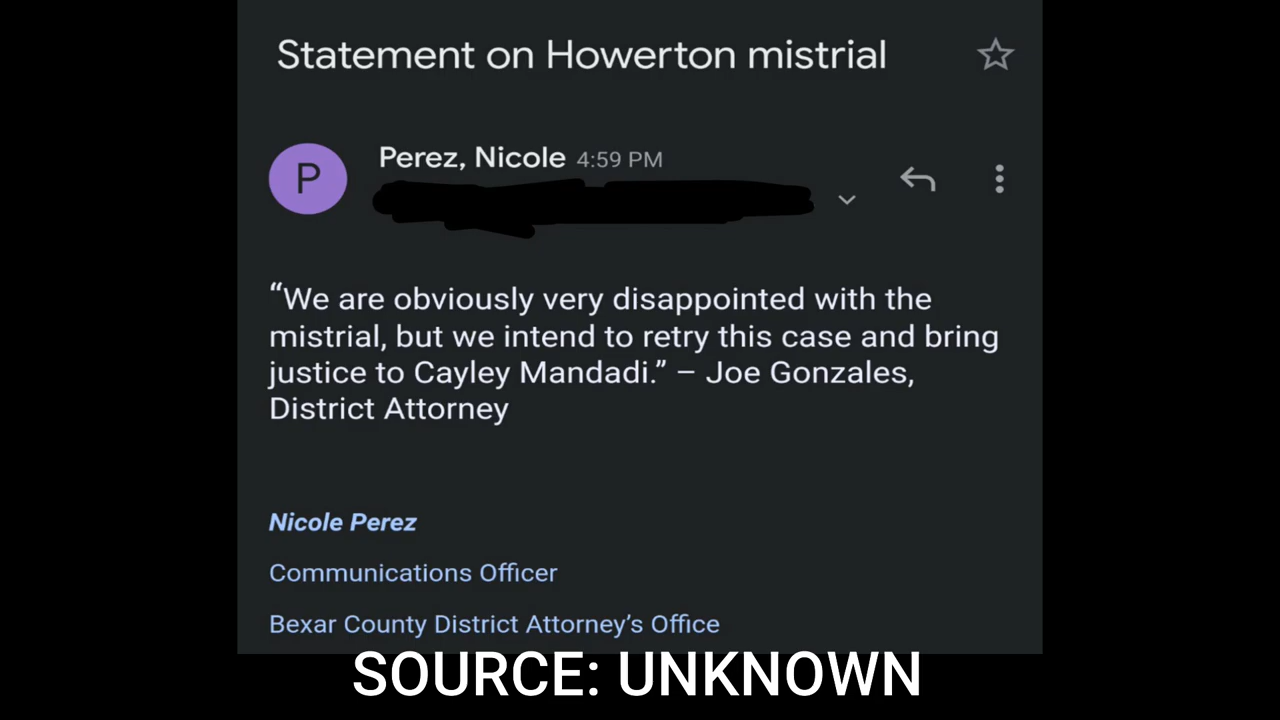 Statement on Howerton mistrial
P
Perez, Nicole 4:59 PM
“We are obviously very disappointed with the
mistrial, but we intend to retry this case and bring
justice to Cayley Mandadi.” – Joe Gonzales,
District Attorney
Nicole Perez
Communications Officer
Bexar County District Attorney’s Office
SOURCE: UNKNOWN